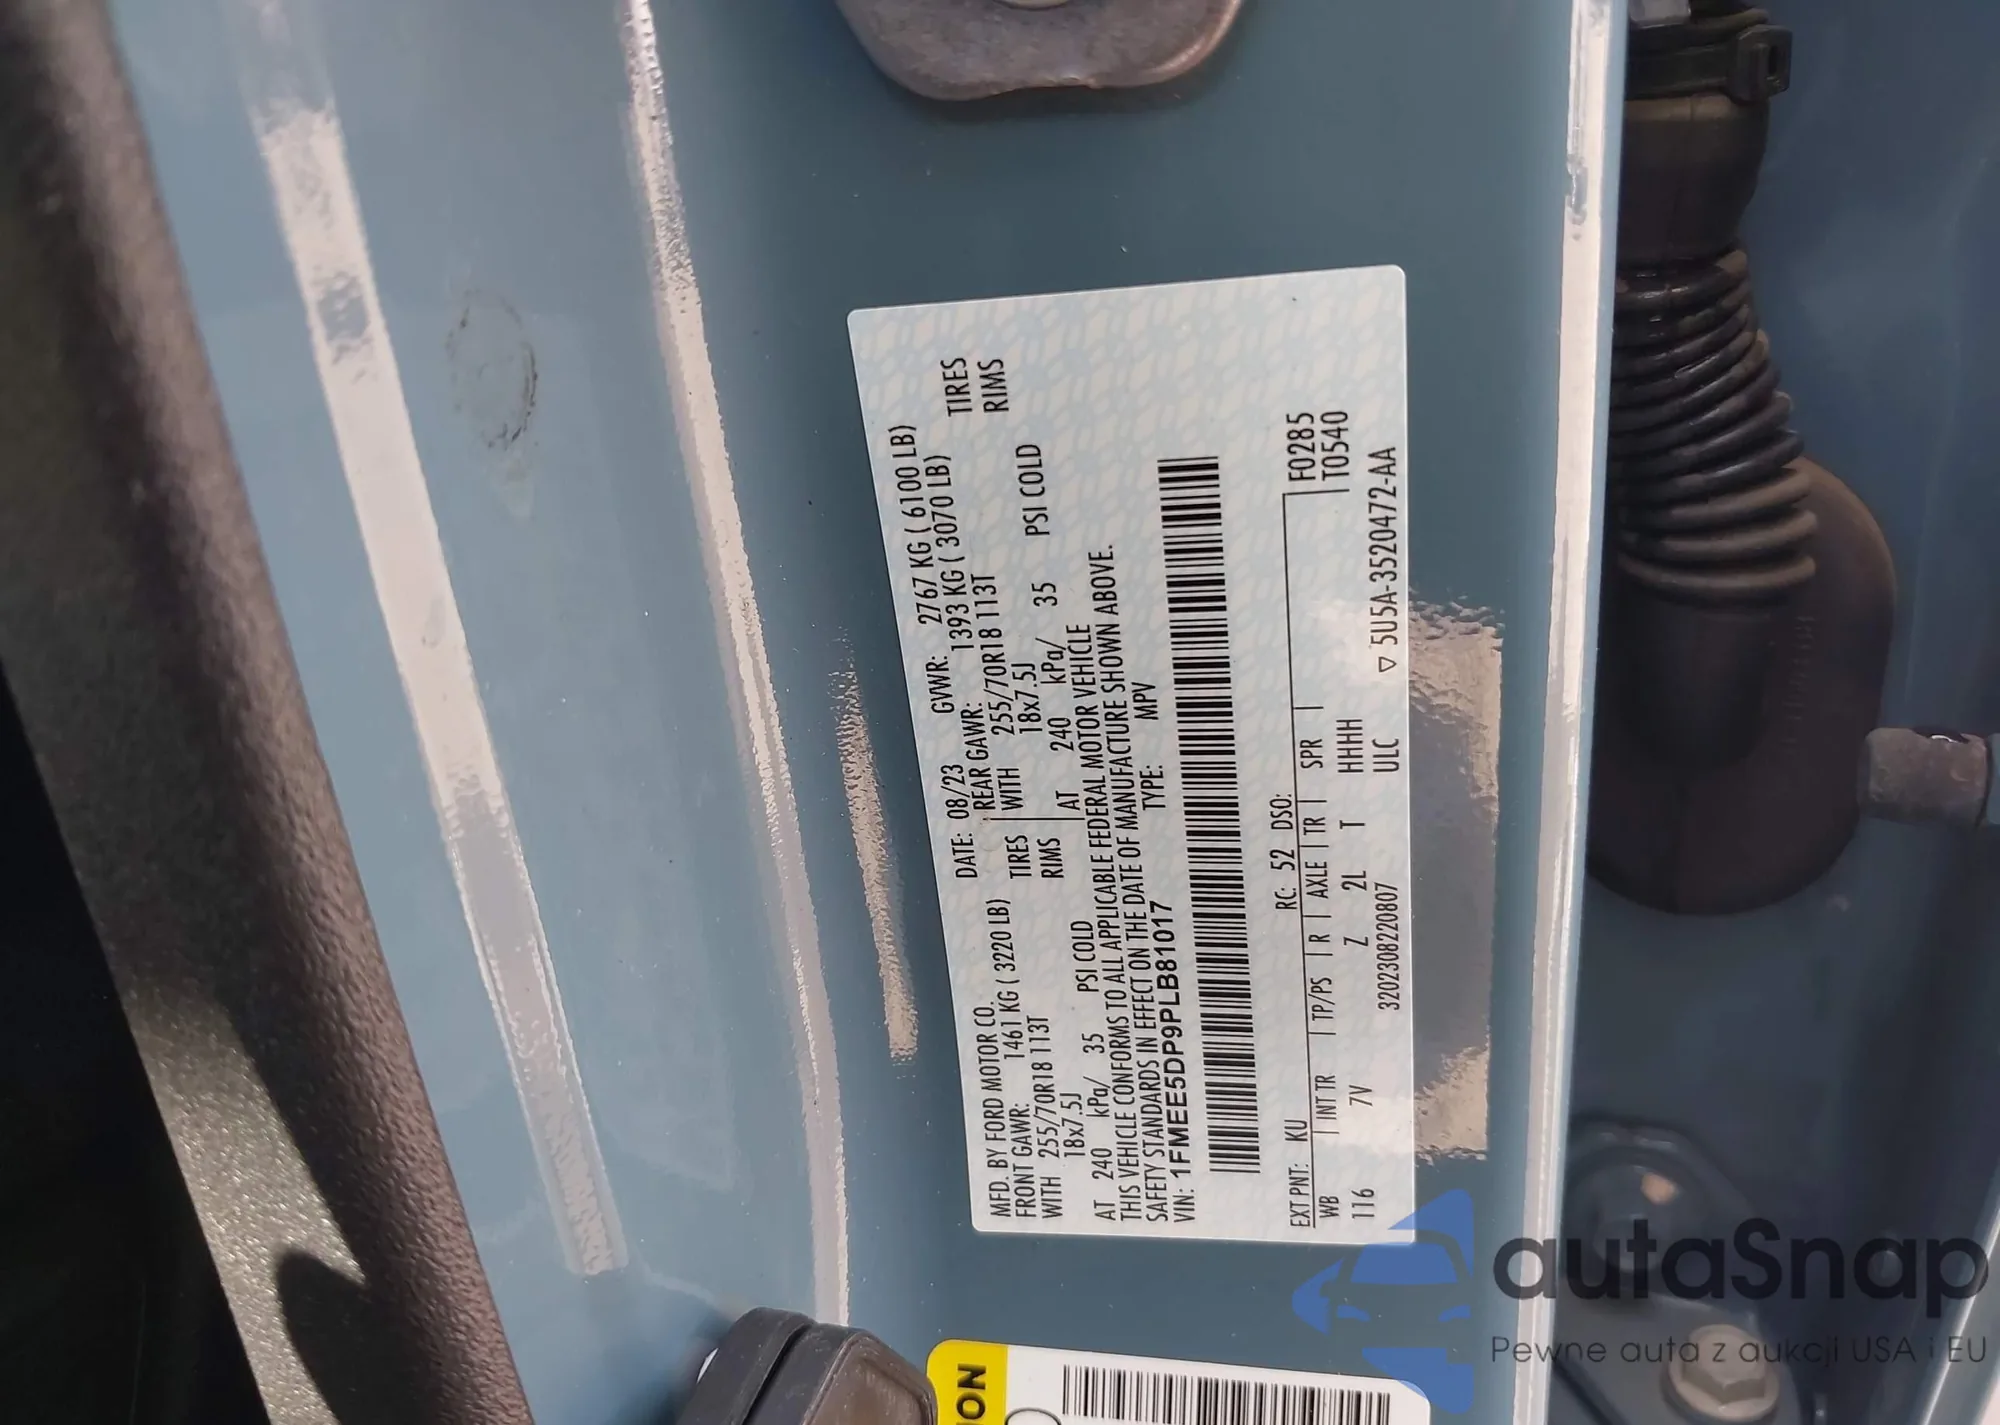 MFD. BY FORD MOTOR CO. DATE: 08/23 GVWR: 2767 KG ( 6100 LB)
FRONT GAWR: 1461 KG ( 3220 LB) REAR GAWR: 1393 KG ( 3070 LB)
WITH 255/70R18 113T TIRES WITH 255/70R18 113T TIRES
18x7.5J RIMS 18x7.5J RIMS
AT 240 kPa/ 35 PSI COLD AT 240 kPa/ 35 PSI COLD
THIS VEHICLE CONFORMS TO ALL APPLICABLE FEDERAL MOTOR VEHICLE
SAFETY STANDARDS IN EFFECT ON THE DATE OF MANUFACTURE SHOWN ABOVE.
VIN: 1FMEE5DP9PLB81017 TYPE: MPV
EXT PNT: KU RC: 52 DSO: F0285
WB | INT TR | TP/PS | R | AXLE | TR | SPR | T0540
116 7V Z 2L T HHHH
320230822080​7 ULC ▽ 5U5A-3520472-AA
ION
autaSnap
Pewne auta z aukcji USA i EU